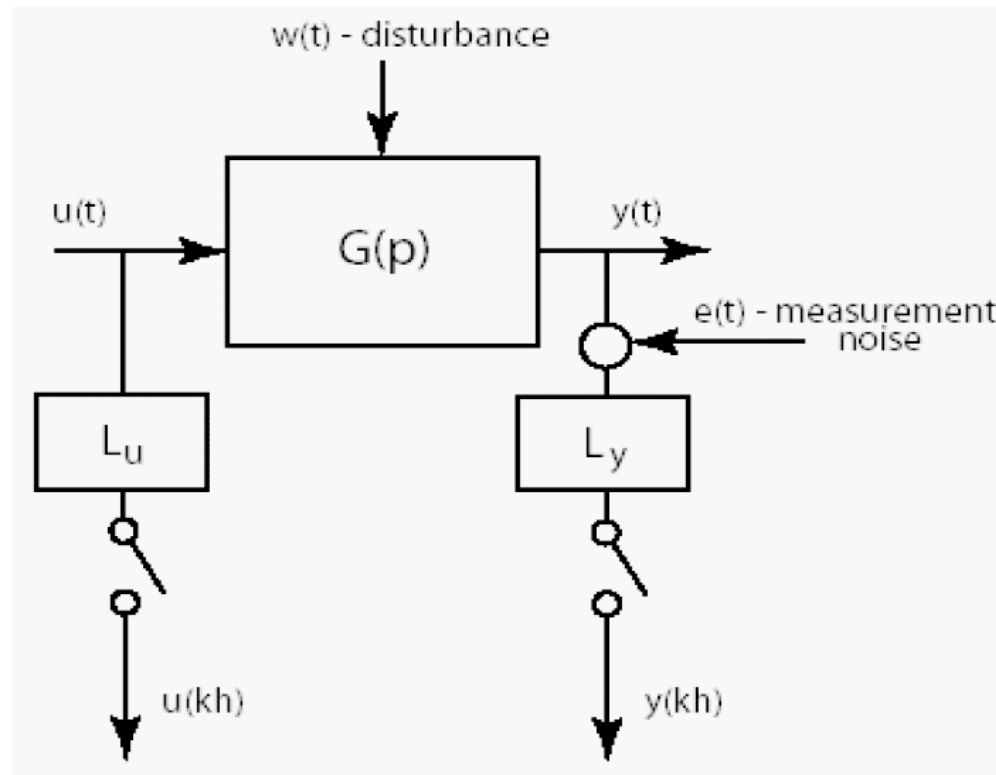 w(t) - disturbance
u(t)
G(p)
y(t)
e(t) - measurement
noise
Lu
Ly
u(kh)
y(kh)